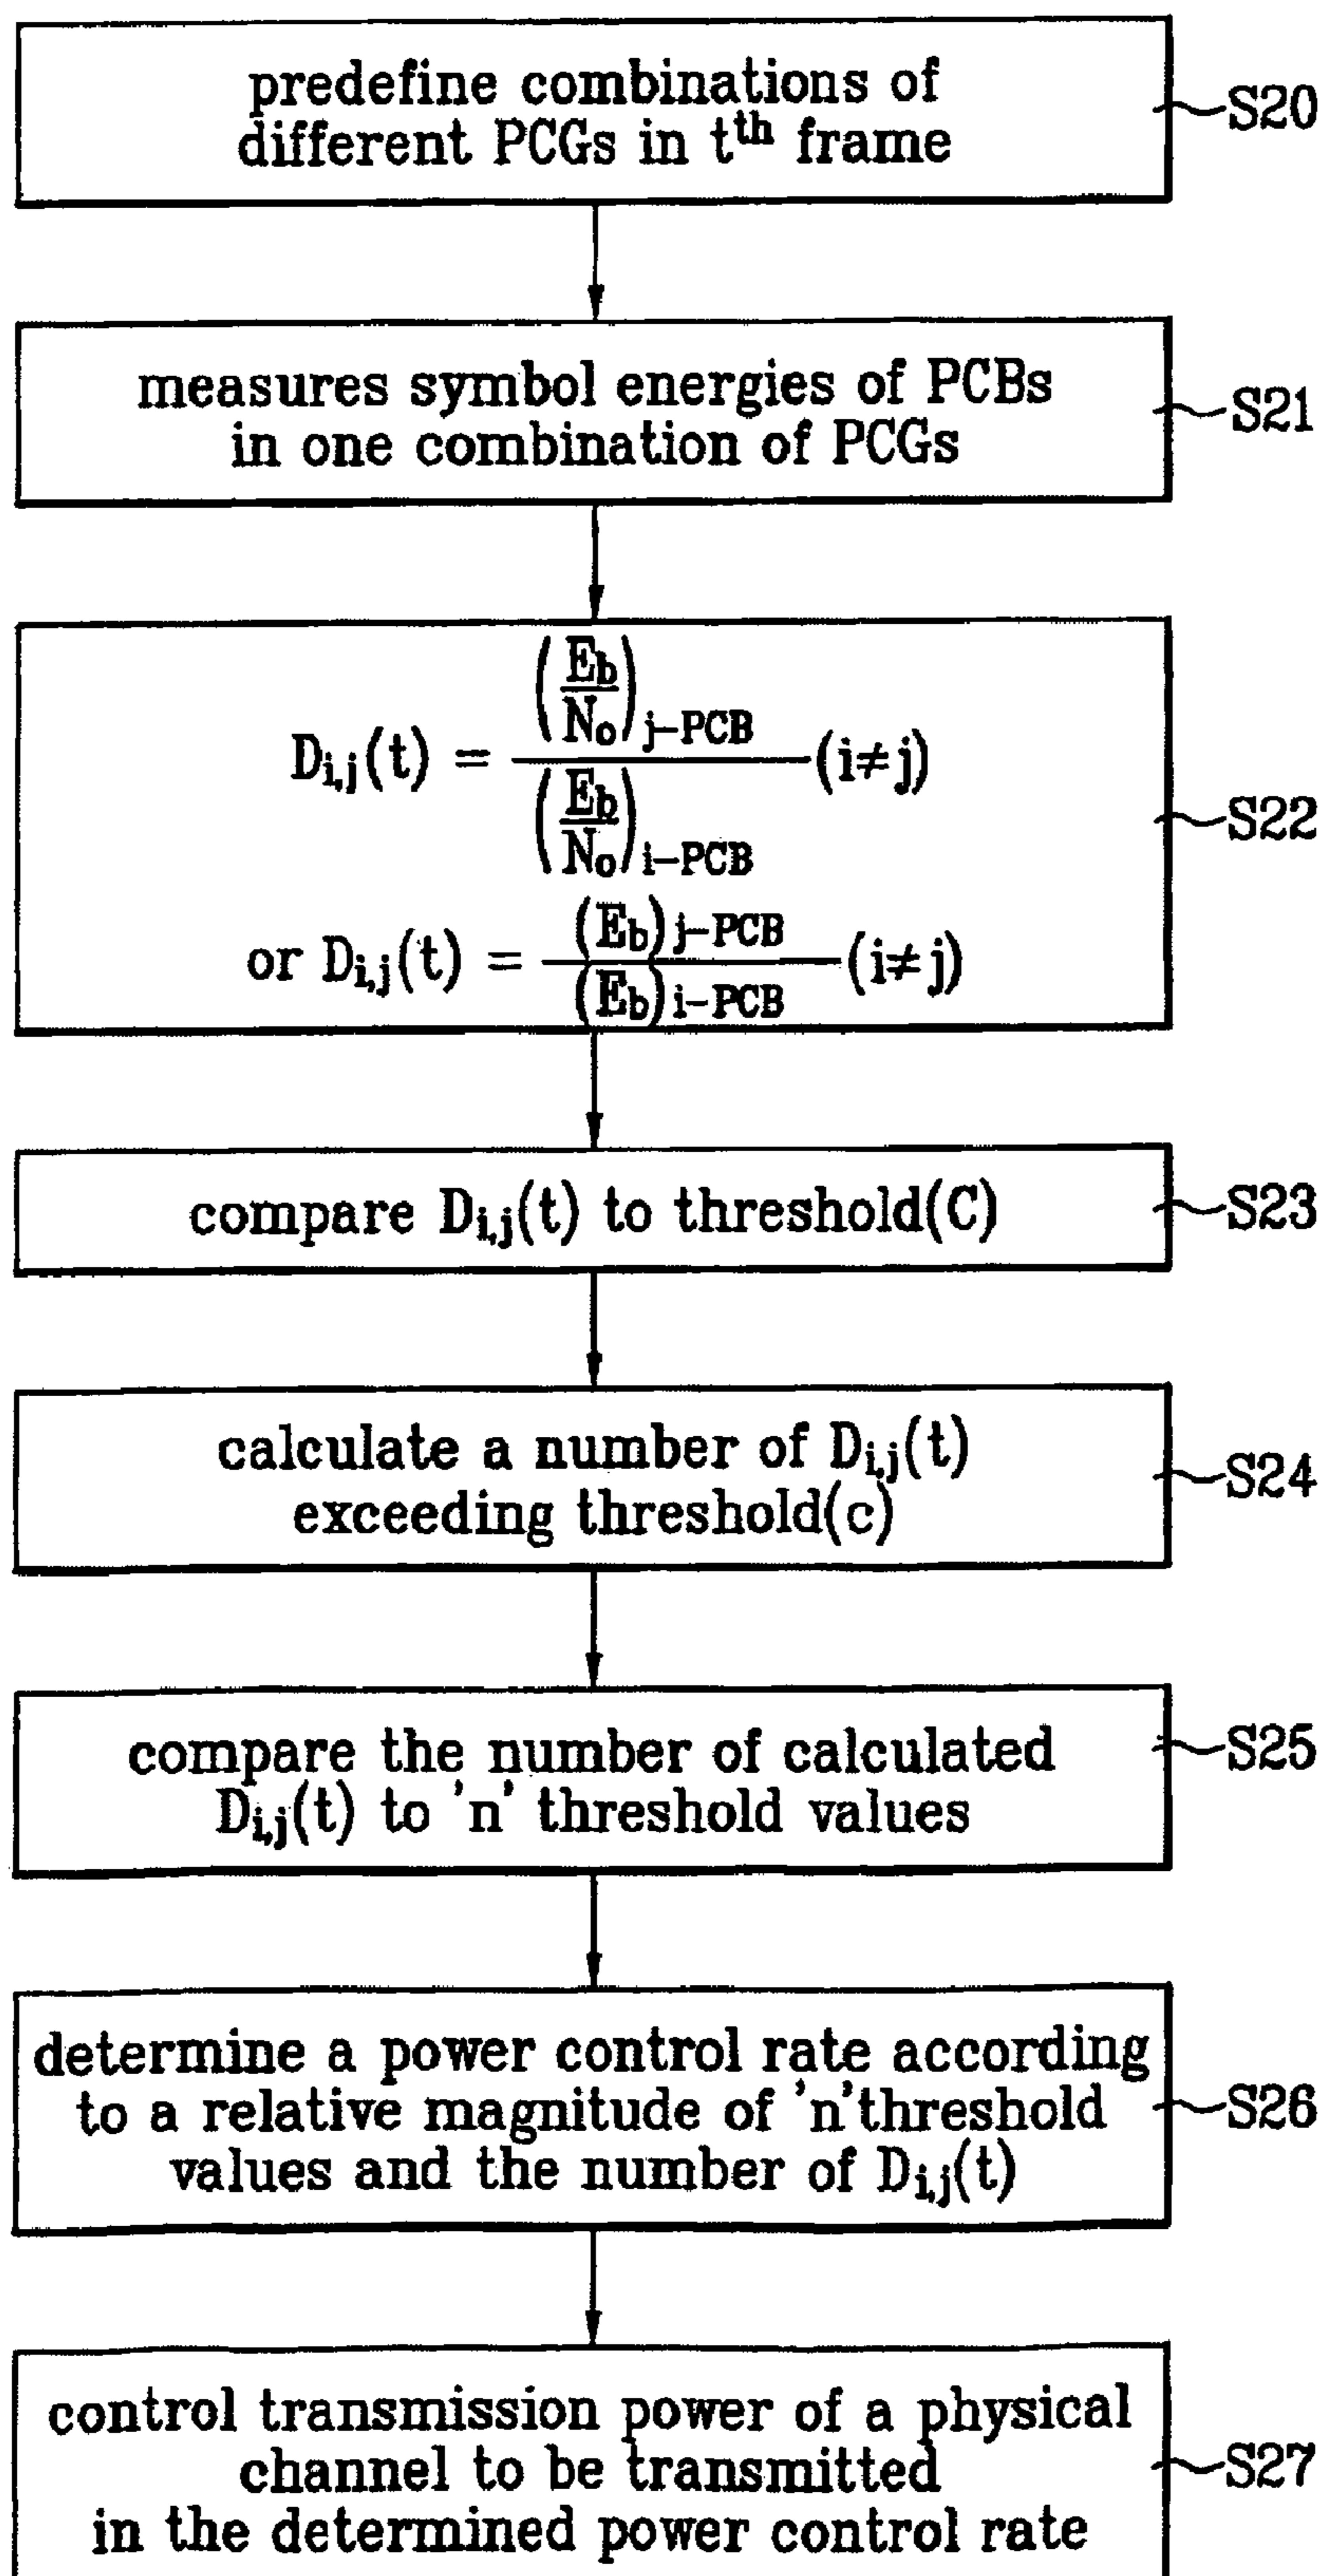 predefine combinations of
different PCGs in tth frame
S20
measures symbol energies of PCBs
in one combination of PCGs
S21
Di,j(t) = (Eb/No)j-PCB / (Eb/No)i-PCB (i≠j)
or Di,j(t) = (Eb)j-PCB / (Eb)i-PCB (i≠j)
S22
compare Di,j(t) to threshold(C)
S23
calculate a number of Di,j(t)
exceeding threshold(c)
S24
compare the number of calculated
Di,j(t) to 'n' threshold values
S25
determine a power control rate according
to a relative magnitude of 'n'threshold
values and the number of Di,j(t)
S26
control transmission power of a physical
channel to be transmitted
in the determined power control rate
S27